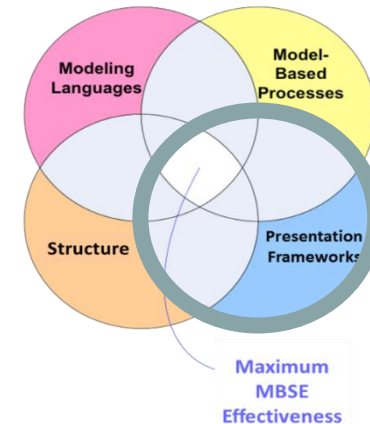 Modeling
Languages
Model-
Based
Processes
Structure
Presentation
Frameworks
Maximum
MBSE
Effectiveness